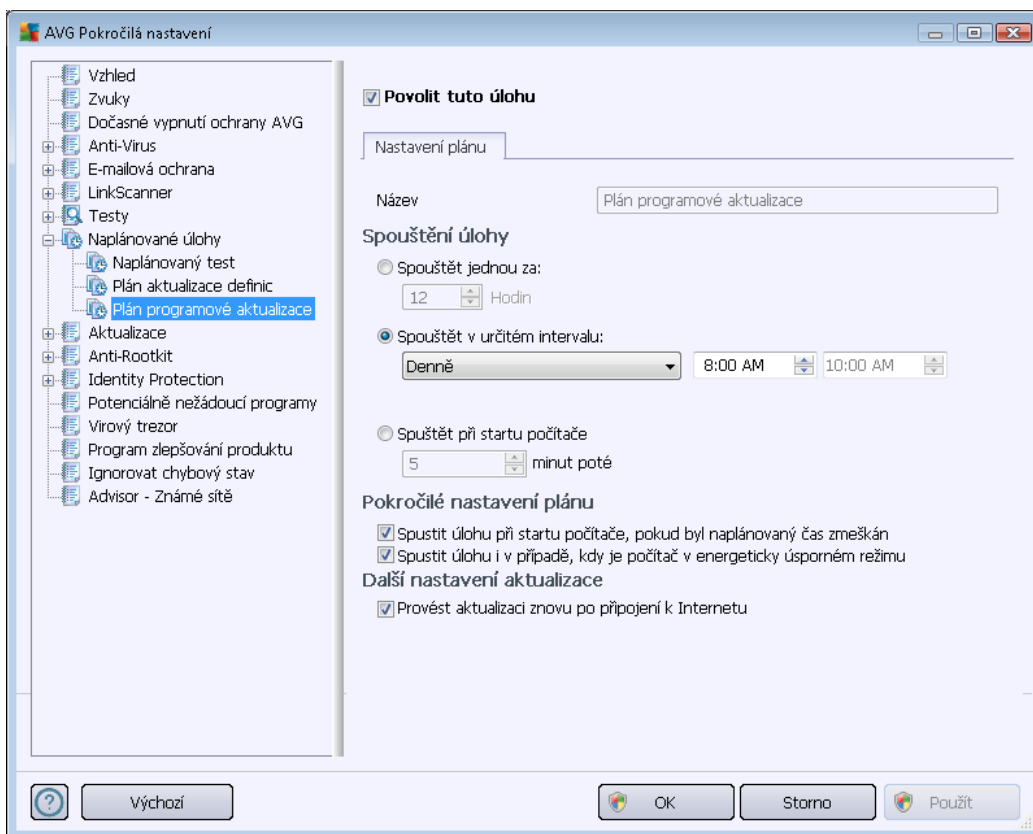 AVG Pokročilá nastavení
Vzhled
Zvuky
Dočasné vypnutí ochrany AVG
Anti-Virus
E-mailová ochrana
LinkScanner
Testy
Naplánované úlohy
Naplánovaný test
Plán aktualizace definic
Plán programové aktualizace
Aktualizace
Anti-Rootkit
Identity Protection
Potenciálně nežádoucí programy
Virový trezor
Program zlepšování produktu
Ignorovat chybový stav
Advisor - Známé sítě
Povolit tuto úlohu
Nastavení plánu
Název Plán programové aktualizace
Spouštění úlohy
Spouštět jednou za:
12 Hodin
Spouštět v určitém intervalu:
Denně 8:00 AM 10:00 AM
Spuštět při startu počítače
5 minut poté
Pokročilé nastavení plánu
Spustit úlohu při startu počítače, pokud byl naplánovaný čas zmeškán
Spustit úlohu i v případě, kdy je počítač v energeticky úsporném režimu
Další nastavení aktualizace
Provést aktualizaci znovu po připojení k Internetu
? Výchozí OK Storno Použít